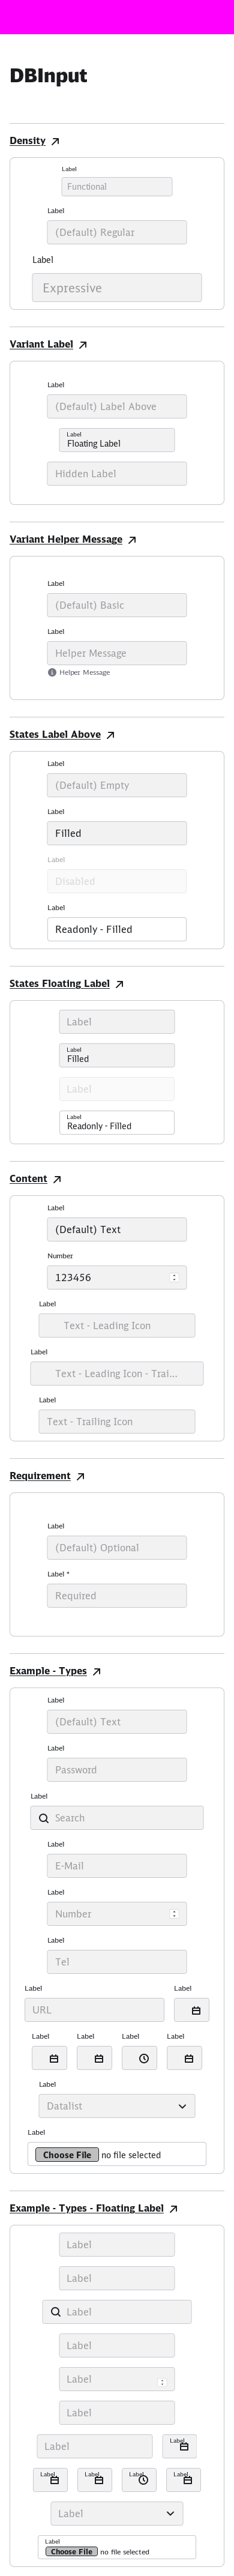 DBInput
Density
Label
Functional
Label
(Default) Regular
Label
Expressive
Variant Label
Label
(Default) Label Above
Label
Floating Label
Hidden Label
Variant Helper Message
Label
(Default) Basic
Label
Helper Message
Helper Message
States Label Above
Label
(Default) Empty
Label
Filled
Label
Disabled
Label
Readonly - Filled
States Floating Label
Label
Label
Filled
Label
Label
Readonly - Filled
Content
Label
(Default) Text
Number
123456
Label
Text - Leading Icon
Label
Text - Leading Icon - Trai...
Label
Text - Trailing Icon
Requirement
Label
(Default) Optional
Label *
Required
Example - Types
Label
(Default) Text
Label
Password
Label
Search
Label
E-Mail
Label
Number
Label
Tel
Label Label
URL
Label Label Label Label
Label
Datalist
Label
Choose File no file selected
Example - Types - Floating Label
Label
Label
Label
Label
Label
Label
Label Label
Label Label Label Label
Label
Label
Choose File no file selected